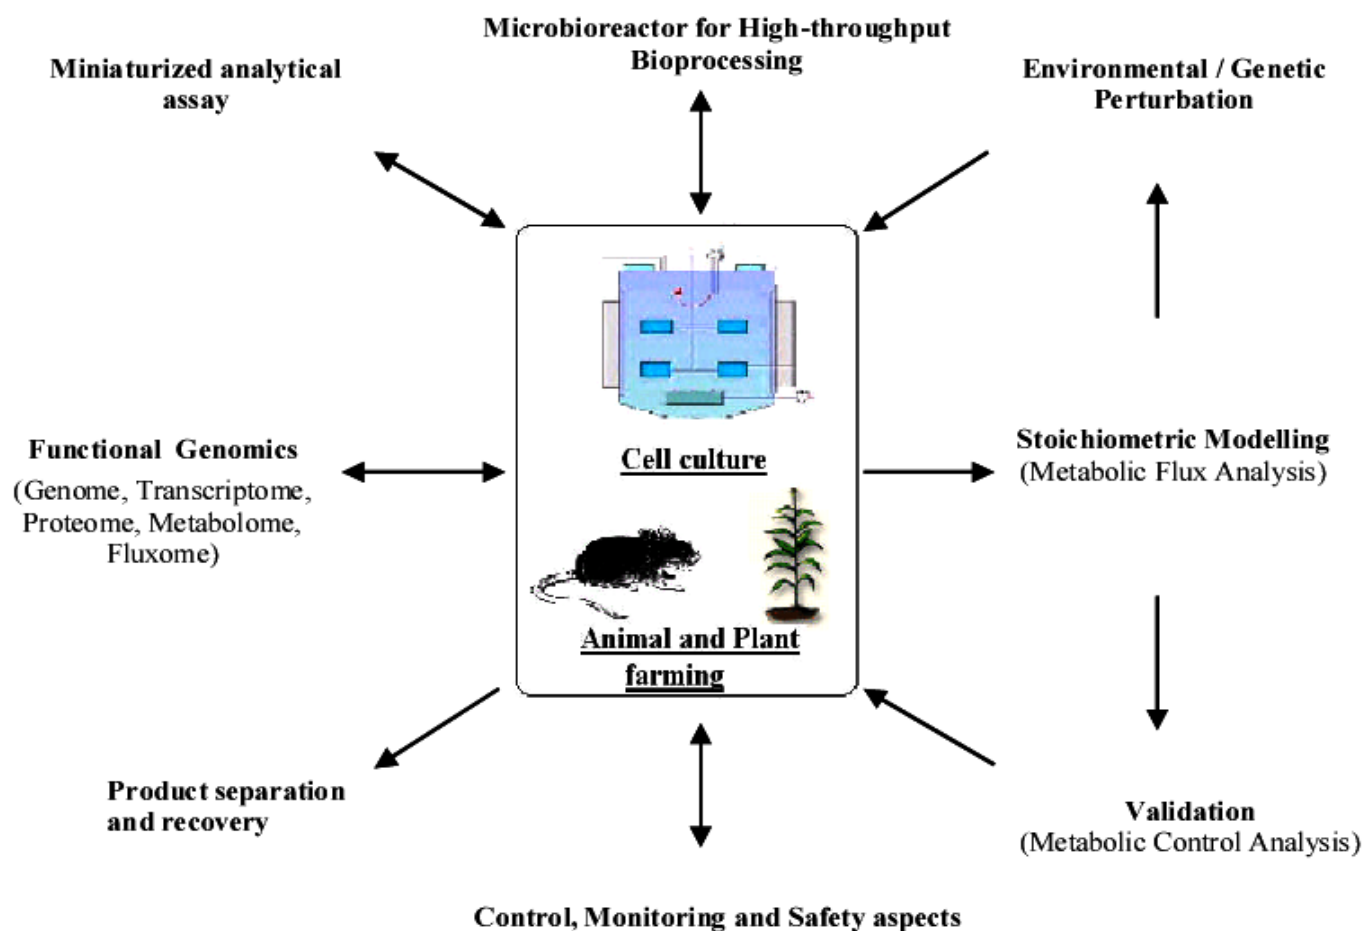 Microbioreactor for High-throughput
Bioprocessing
Miniaturized analytical
assay
Environmental / Genetic
Perturbation
Functional Genomics
(Genome, Transcriptome,
Proteome, Metabolome,
Fluxome)
Cell culture
Stoichiometric Modelling
(Metabolic Flux Analysis)
Animal and Plant
farming
Product separation
and recovery
Validation
(Metabolic Control Analysis)
Control, Monitoring and Safety aspects